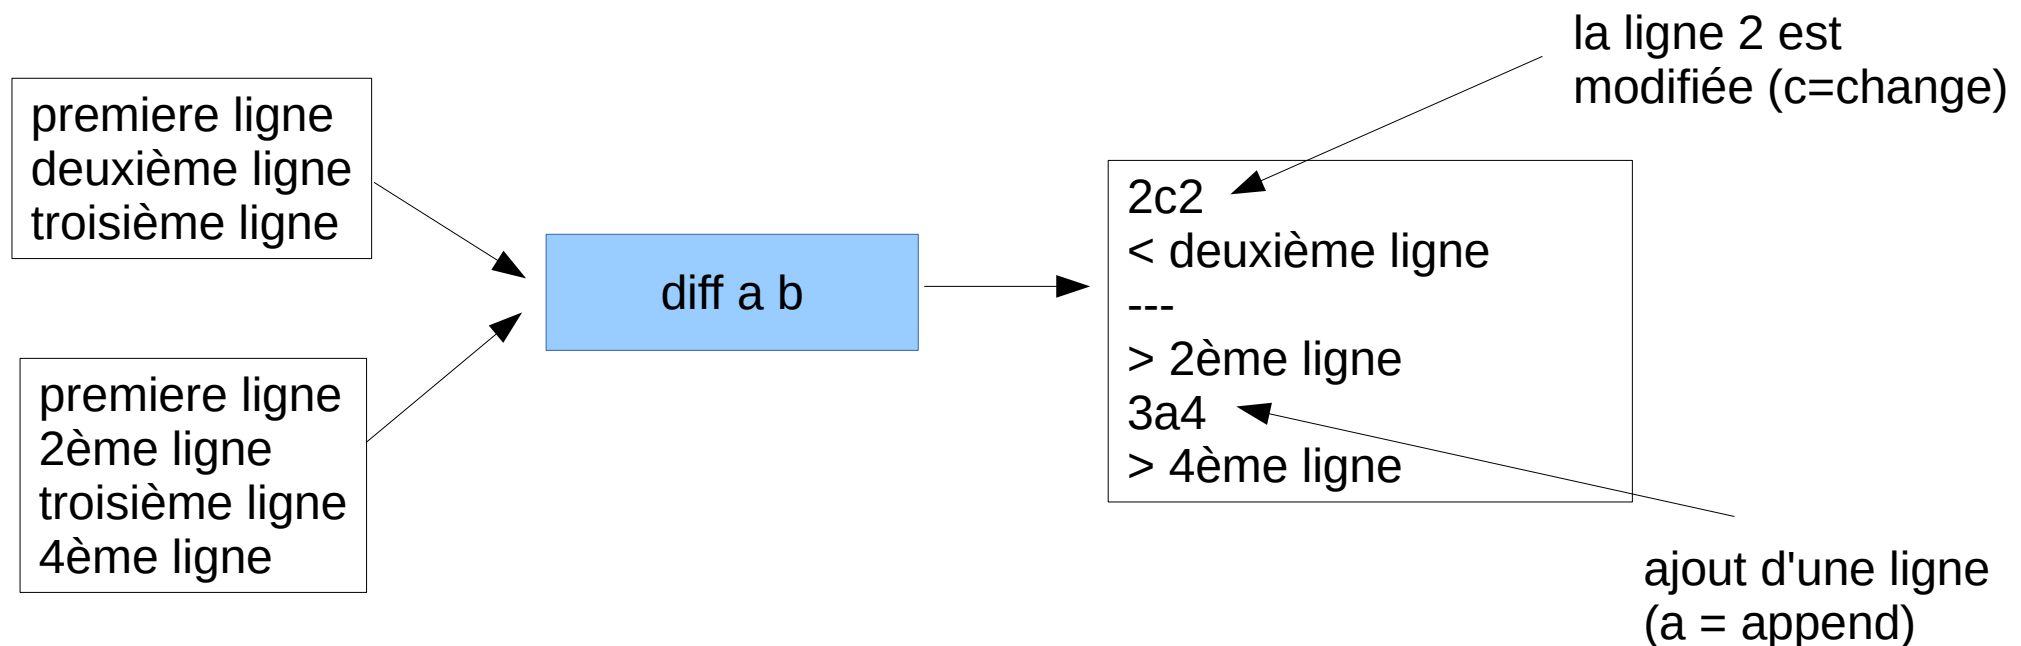 premiere ligne
deuxième ligne
troisième ligne
premiere ligne
2ème ligne
troisième ligne
4ème ligne
diff a b
la ligne 2 est
modifiée (c=change)
2c2
< deuxième ligne
---
> 2ème ligne
3a4
> 4ème ligne
ajout d'une ligne
(a = append)